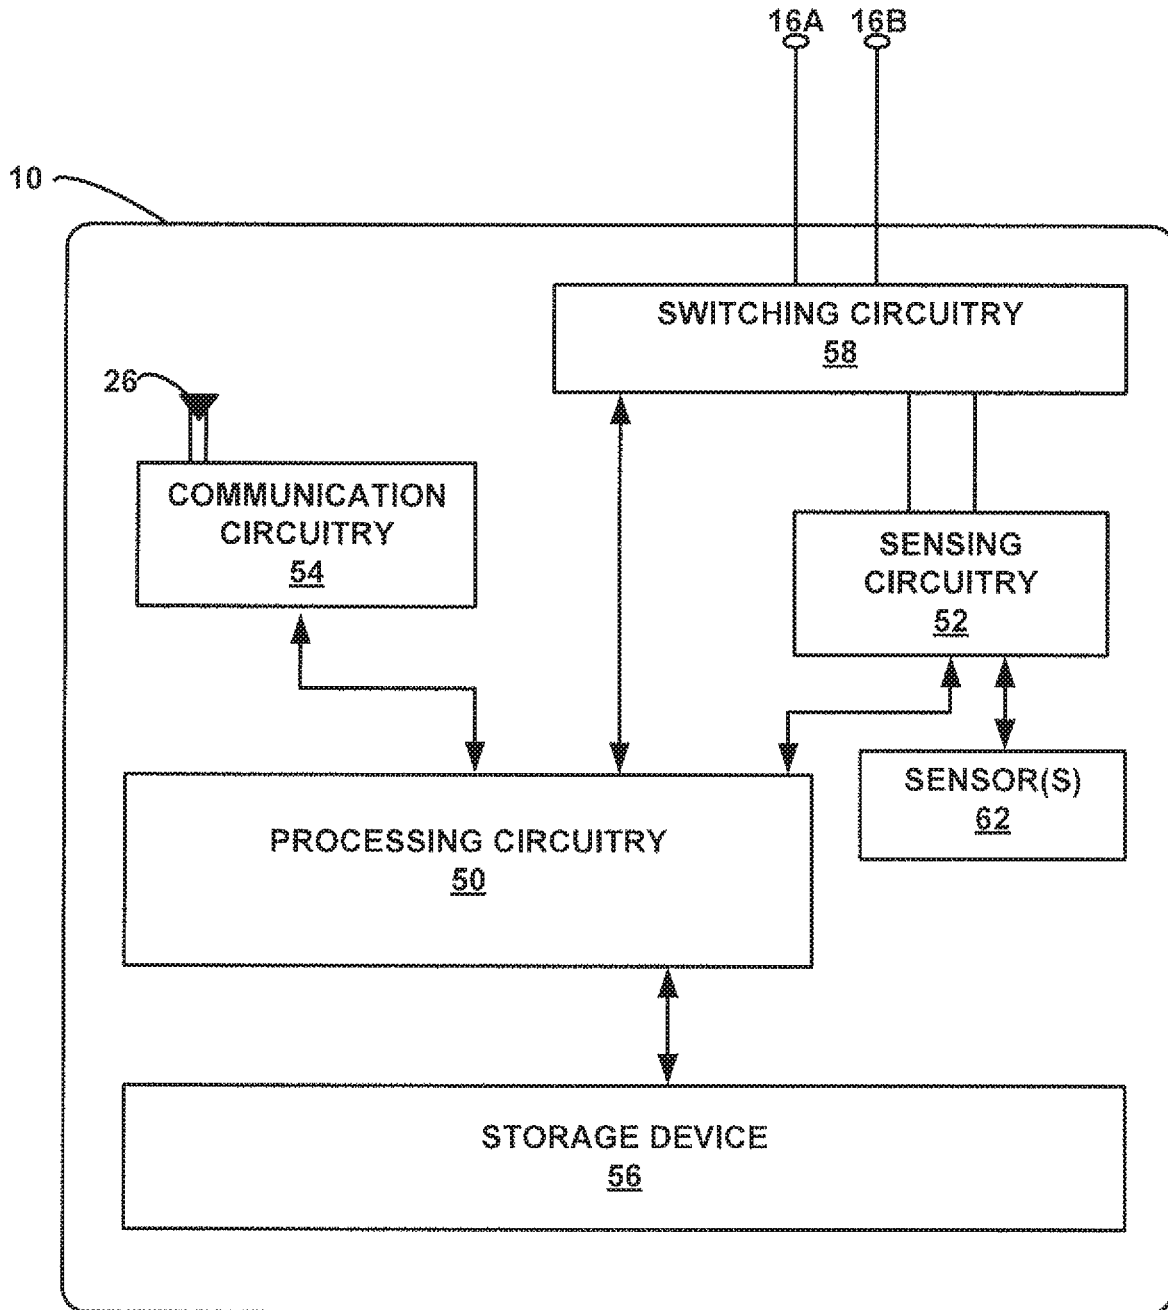 16A 16B
10
SWITCHING CIRCUITRY
58
26
COMMUNICATION
CIRCUITRY
54
SENSING
CIRCUITRY
52
SENSOR(S)
62
PROCESSING CIRCUITRY
50
STORAGE DEVICE
56